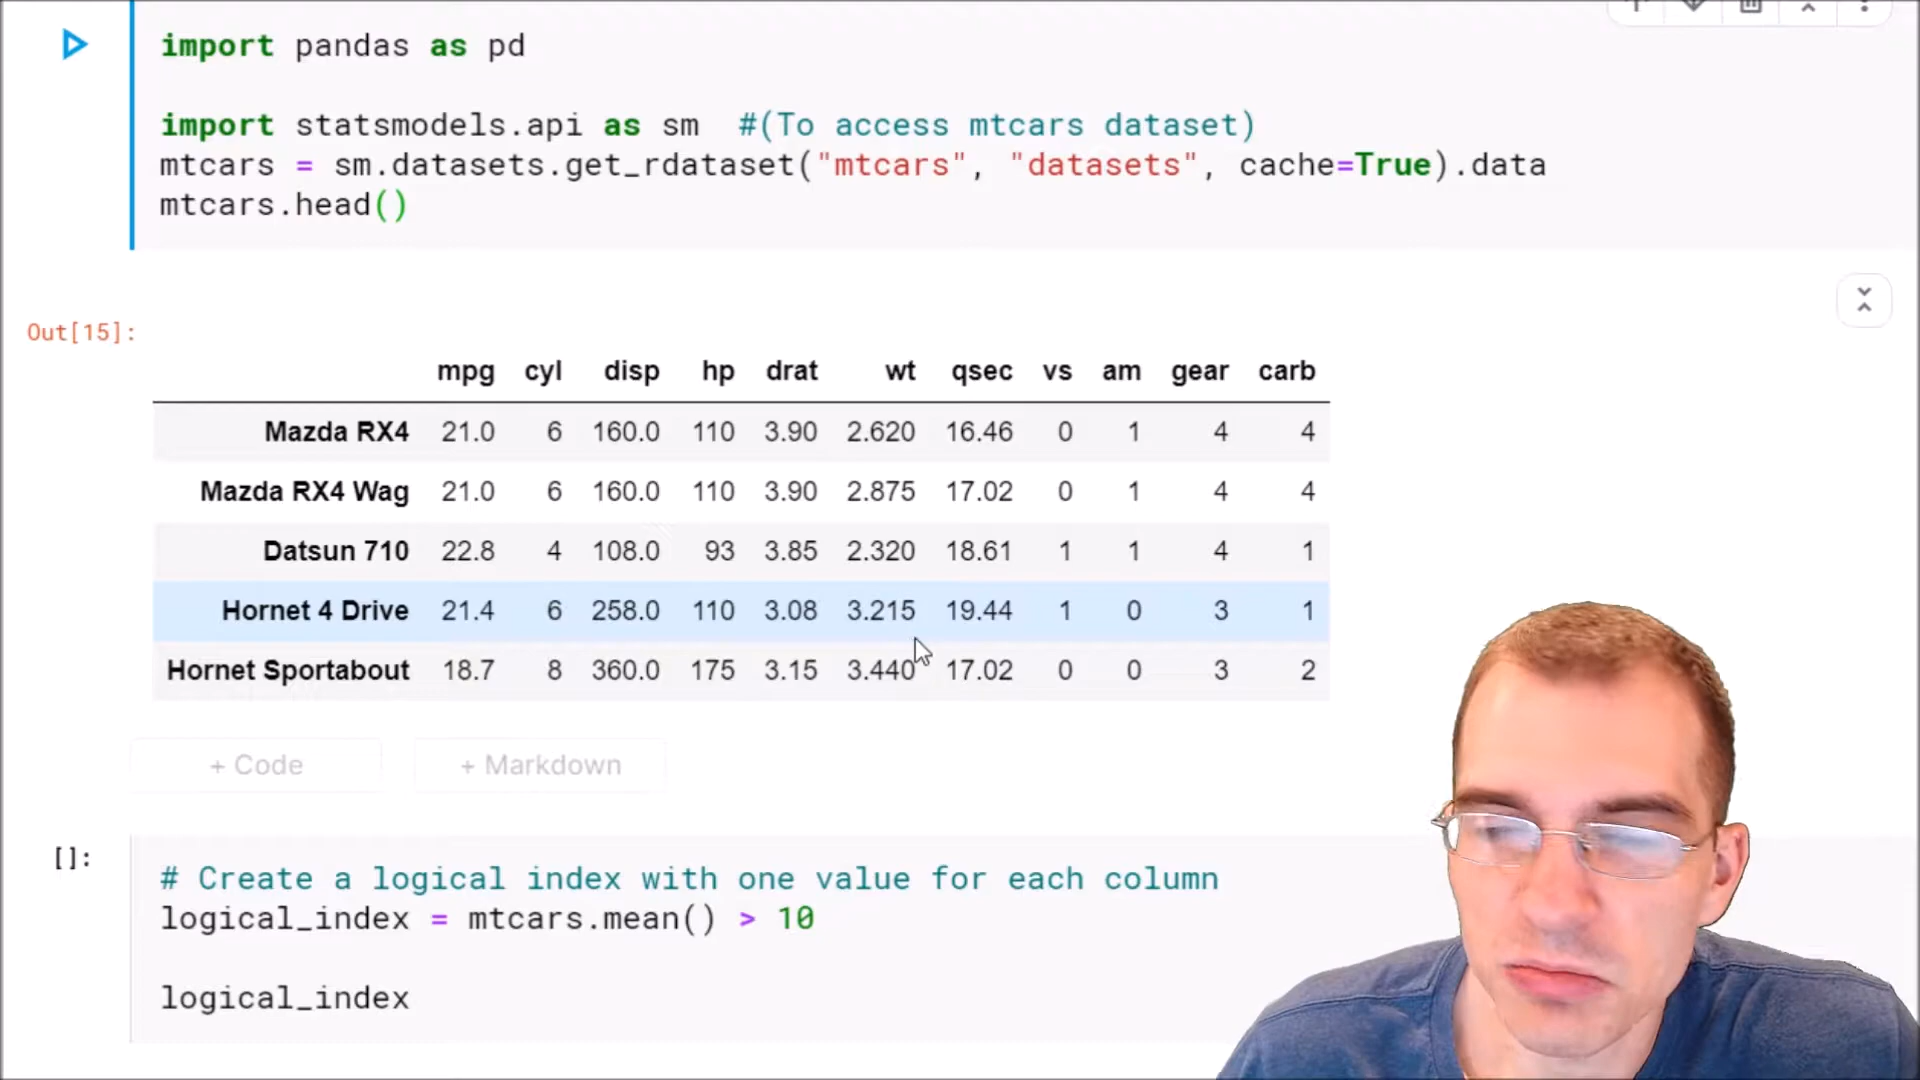 import pandas as pd
import statsmodels.api as sm #(To access mtcars dataset)
mtcars = sm.datasets.get_rdataset("mtcars", "datasets", cache=True).data
mtcars.head()
Out[15]:
mpg cyl disp hp drat wt qsec vs am gear carb
Mazda RX4 21.0 6 160.0 110 3.90 2.620 16.46 0 1 4 4
Mazda RX4 Wag 21.0 6 160.0 110 3.90 2.875 17.02 0 1 4 4
Datsun 710 22.8 4 108.0 93 3.85 2.320 18.61 1 1 4 1
Hornet 4 Drive 21.4 6 258.0 110 3.08 3.215 19.44 1 0 3 1
Hornet Sportabout 18.7 8 360.0 175 3.15 3.440 17.02 0 0 3 2
+ Code + Markdown
[]:
# Create a logical index with one value for each column
logical_index = mtcars.mean() > 10
logical_index